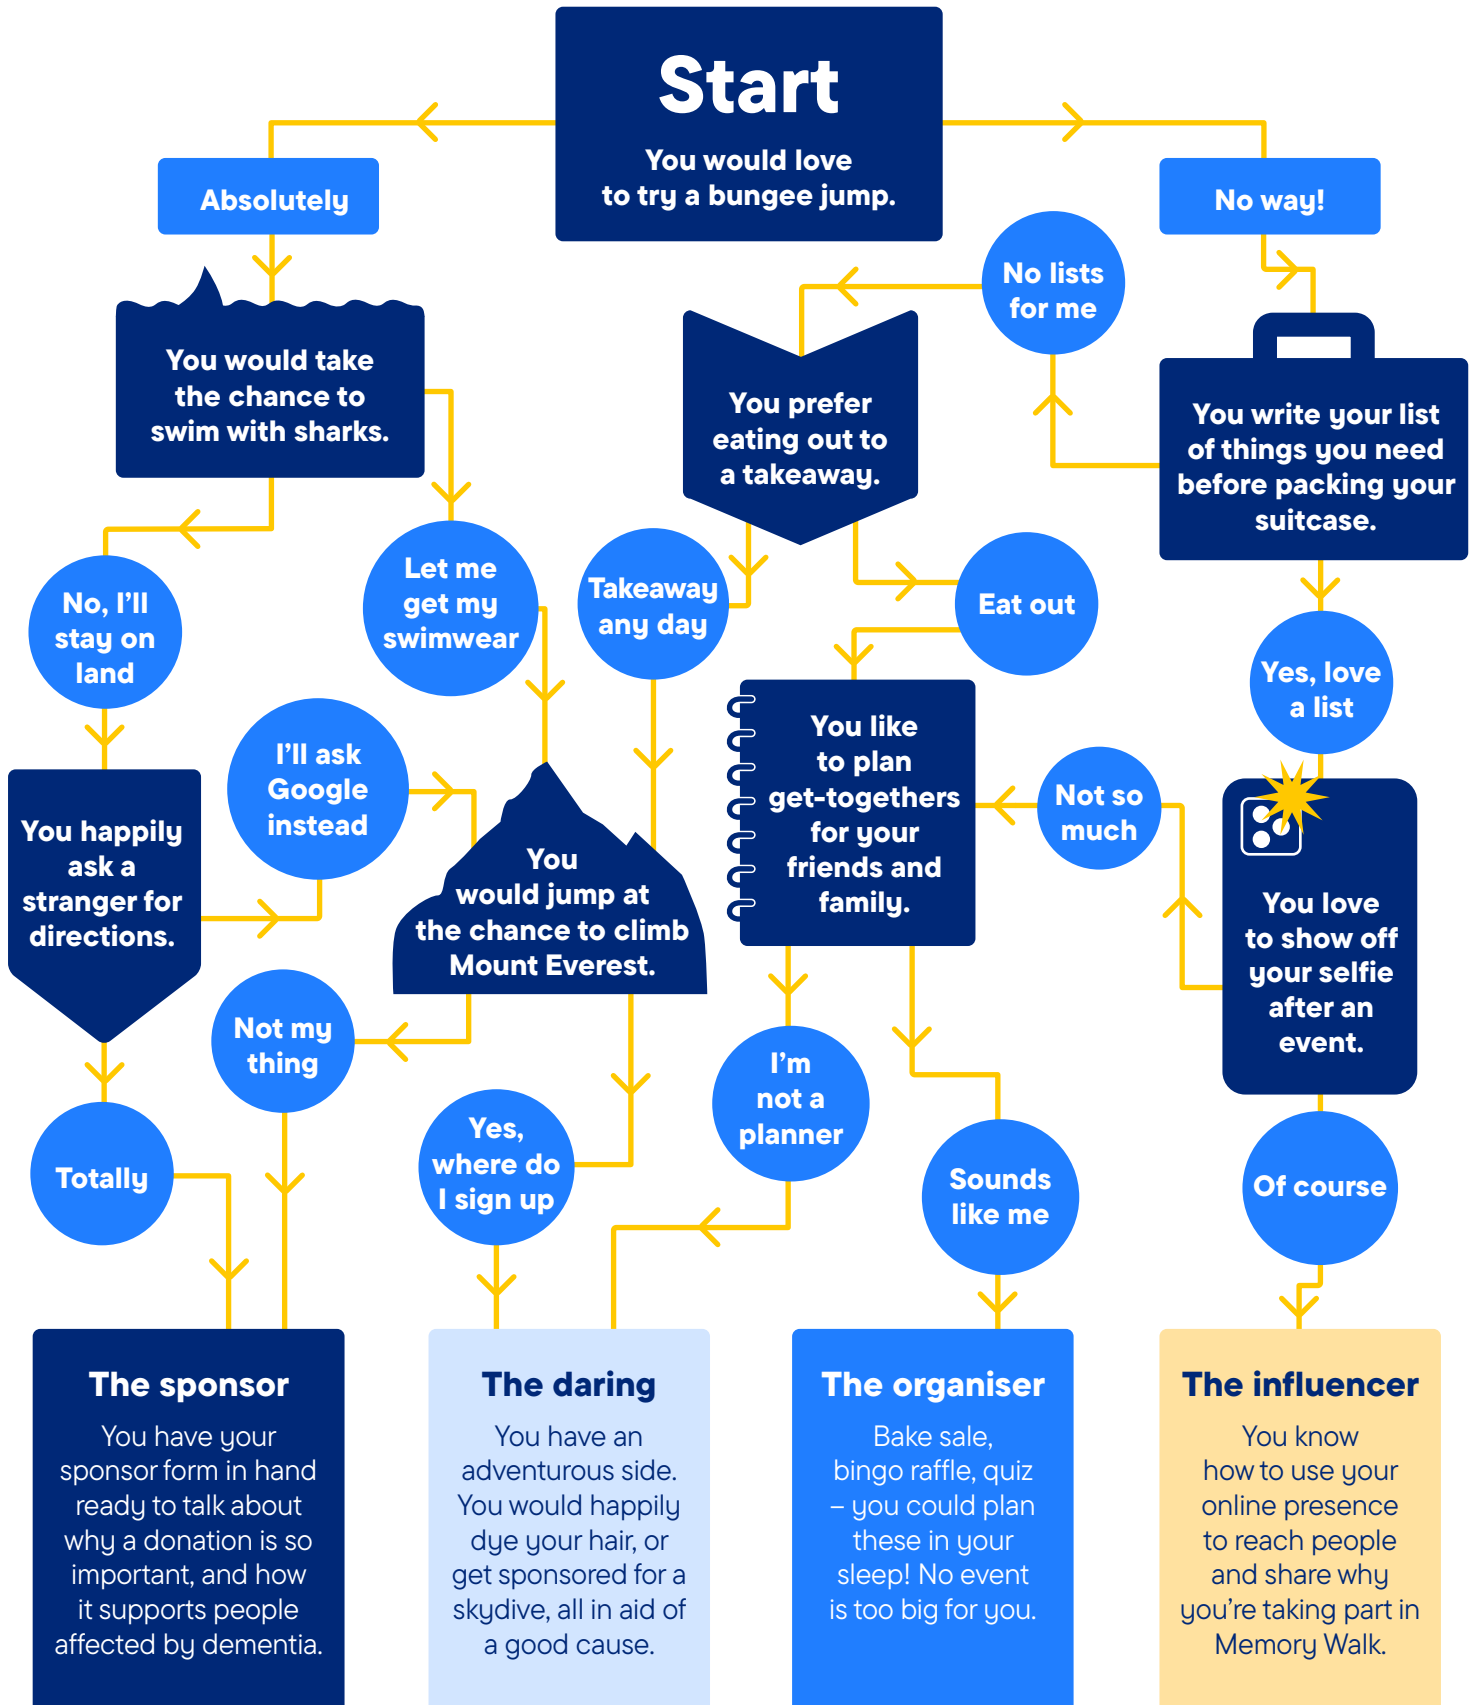 Start
You would love
to try a bungee jump.
Absolutely
No way!
No lists
for me
You would take
the chance to
swim with sharks.
You prefer
eating out to
a takeaway.
You write your list
of things you need
before packing your
suitcase.
No, I'll
stay on
land
Let me
get my
swimwear
Takeaway
any day
Eat out
Yes, love
a list
I'll ask
Google
instead
You happily
ask a
stranger for
directions.
You
would jump at
the chance to climb
Mount Everest.
You like
to plan
get-togethers
for your
friends and
family.
Not so
much
You love
to show off
your selfie
after an
event.
Not my
thing
Totally
Yes,
where do
I sign up
I'm
not a
planner
Sounds
like me
Of course
The sponsor
You have your
sponsor form in hand
ready to talk about
why a donation is so
important, and how
it supports people
affected by dementia.
The daring
You have an
adventurous side.
You would happily
dye your hair, or
get sponsored for a
skydive, all in aid of
a good cause.
The organiser
Bake sale,
bingo raffle, quiz
– you could plan
these in your
sleep! No event
is too big for you.
The influencer
You know
how to use your
online presence
to reach people
and share why
you're taking part in
Memory Walk.